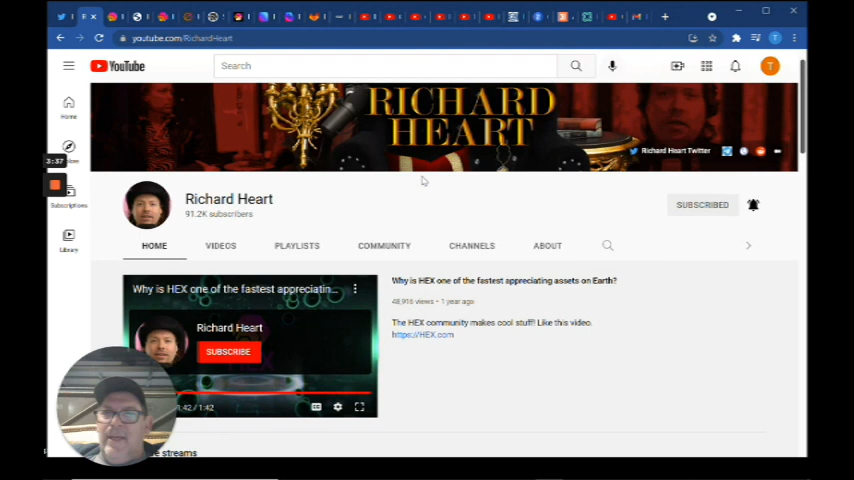 youtube.com/RichardHeart
YouTube
Search
RICHARD
HEART
Richard Heart Twitter
Home
3:37
Subscriptions
Library
Richard Heart
91.2K subscribers
SUBSCRIBED
HOME
VIDEOS
PLAYLISTS
COMMUNITY
CHANNELS
ABOUT
Why is HEX one of the fastest appreciatin...
Richard Heart
SUBSCRIBE
1:42 / 1:42
Why is HEX one of the fastest appreciating assets on Earth?
48,916 views • 1 year ago
The HEX community makes cool stuff! Like this video.
https://HEX.com
streams